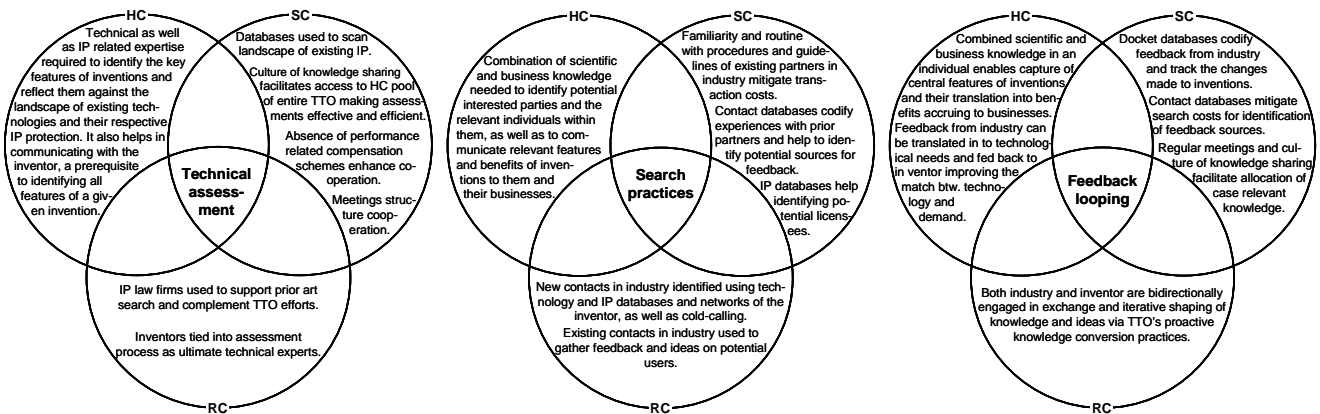 HC
SC
Technical as well
as IP related expertise
required to identify the key
features of inventions and
reflect them against the
landscape of existing tech-
nologies and their respective
IP protection. It also helps in
communicating with the
inventor, a prerequisite
to identifying all
features of a giv-
en invention.
Databases used to scan
landscape of existing IP.
Culture of knowledge sharing
facilitates access to HC pool
of entire TTO making assess-
ments effective and efficient.
Absence of performance
related compensation
schemes enhance co-
operation.
Meetings struc-
ture coop-
eration.
Technical
assess-
ment
IP law firms used to support prior art
search and complement TTO efforts.
Inventors tied into assessment
process as ultimate technical experts.
RC
HC
SC
Combination of scientific
and business knowledge
needed to identify potential
interested parties and the
relevant individuals within
them, as well as to com-
municate relevant features
and benefits of inven-
tions to them and
their businesses.
Familiarity and routine
with procedures and guide-
lines of existing partners in
industry mitigate trans-
action costs.
Contact databases codify
experiences with prior
partners and help to iden-
tify potential sources for
feedback.
IP databases help
identifying po-
tential licens-
ees.
Search
practices
New contacts in industry identified using tech-
nology and IP databases and networks of the
inventor, as well as cold-calling.
Existing contacts in industry used to
gather feedback and ideas on potential
users.
RC
HC
SC
Combined scientific and
business knowledge in an
individual enables capture of
central features of inventions
and their translation into ben-
efits accruing to businesses.
Feedback from industry can
be translated in to technolog-
ical needs and fed back to
in ventor improving the
match btw. techno-
logy and
demand.
Docket databases codify
feedback from industry
and track the changes
made to inventions.
Contact databases mitigate
search costs for identification
of feedback sources.
Regular meetings and cul-
ture of knowledge sharing
facilitate allocation of
case relevant
knowledge.
Feedback
looping
Both industry and inventor are bidirectionally
engaged in exchange and iterative shaping of
knowledge and ideas via TTO's proactive
knowledge conversion practices.
RC